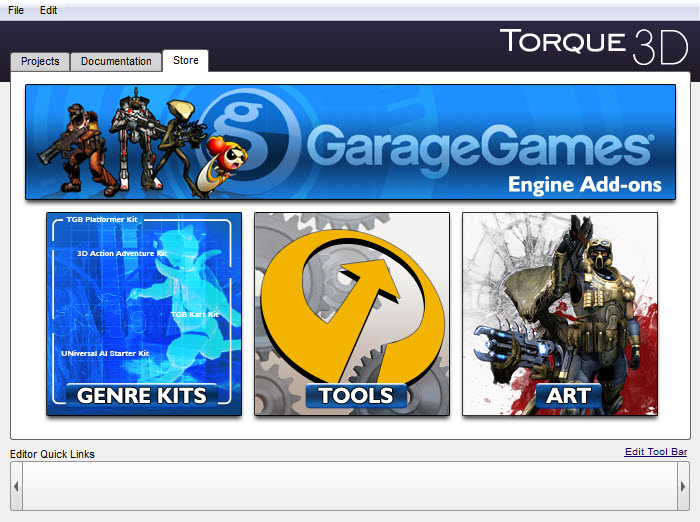 File Edit
TORQUE 3D
Projects Documentation Store
g GarageGames®
Engine Add-ons
TGB Platformer Kit
3D Action Adventure Kit
TGB Kart Kit
UNiversal AI Starter Kit
GENRE KITS
TOOLS
ART
Editor Quick Links
Edit Tool Bar